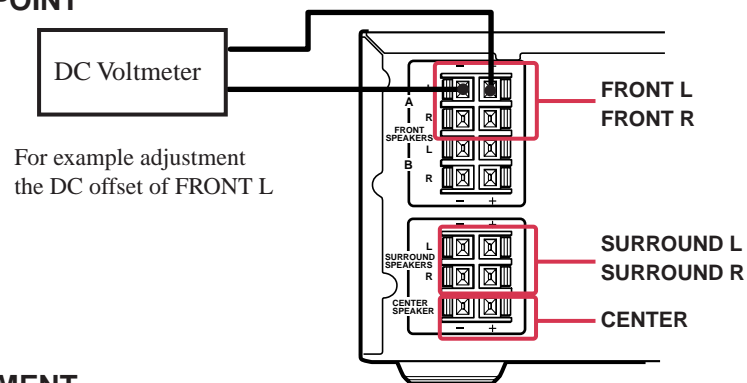 POINT
DC Voltmeter
For example adjustment
the DC offset of FRONT L
− +
A
R
FRONT
SPEAKERS
L
B
R
− +
− +
L
SURROUND
SPEAKERS
R
CENTER
SPEAKER
− +
FRONT L
FRONT R
SURROUND L
SURROUND R
CENTER
MENT